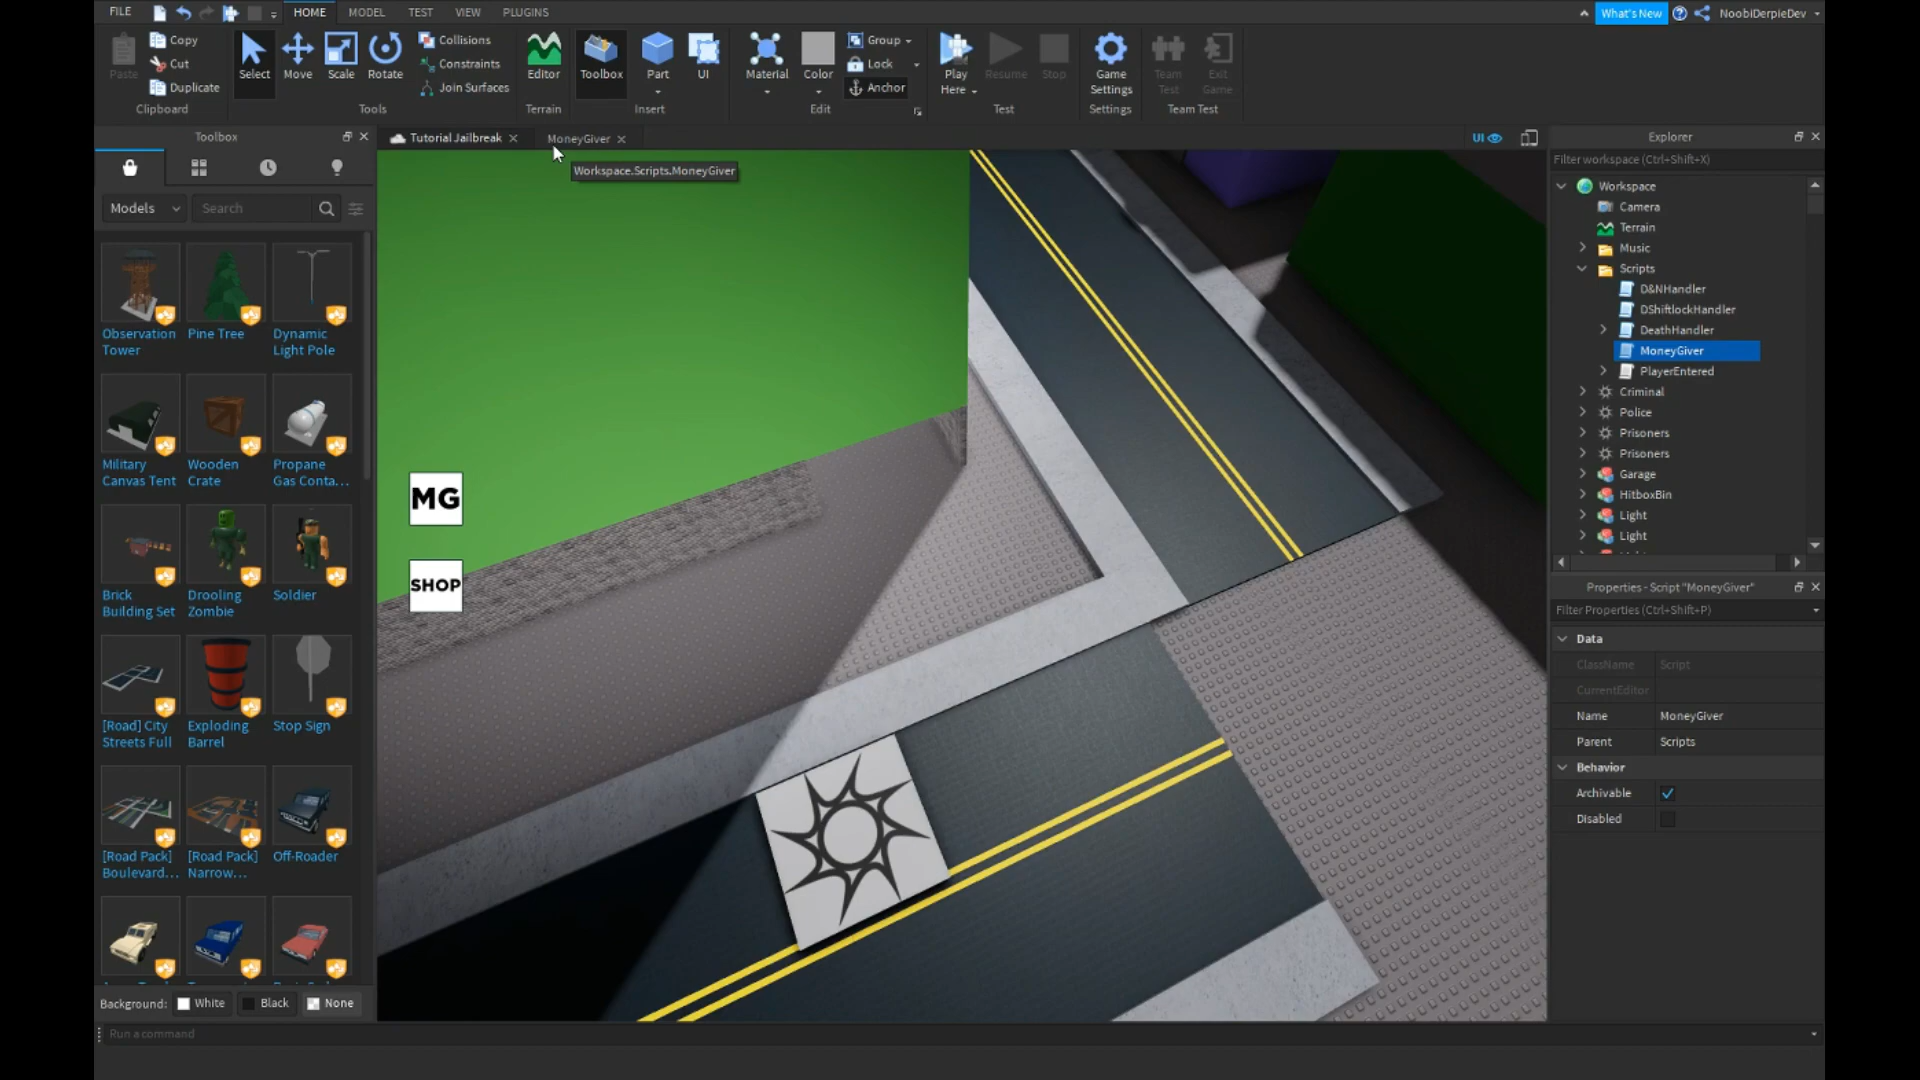 FILE HOME MODEL TEST VIEW PLUGINS What's New NoobiDerpieDev
Paste Copy Cut Duplicate Clipboard
Select Move Scale Rotate Collisions Constraints Join Surfaces Tools
Editor Terrain
Toolbox Part UI Insert
Material Color Group Lock Anchor Edit
Play Here Resume Stop Test
Game Settings Settings
Team Test Exit Game Team Test
Toolbox
Tutorial Jailbreak MoneyGiver UI
Workspace.Scripts.MoneyGiver
Models Search
Observation Tower
Pine Tree
Dynamic Light Pole
Military Canvas Tent
Wooden Crate
Propane Gas Conta...
Brick Building Set
Drooling Zombie
Soldier
[Road] City Streets Full
Exploding Barrel
Stop Sign
[Road Pack] Boulevard...
[Road Pack] Narrow...
Off-Roader
Background: White Black None
Run a command
MG
SHOP
Explorer
Filter workspace (Ctrl+Shift+X)
Workspace
Camera
Terrain
Music
Scripts
D&NHandler
DShiftlockHandler
DeathHandler
MoneyGiver
PlayerEntered
Criminal
Police
Prisoners
Prisoners
Garage
HitboxBin
Light
Light
Properties - Script "MoneyGiver"
Filter Properties (Ctrl+Shift+P)
Data
ClassName Script
CurrentEditor
Name MoneyGiver
Parent Scripts
Behavior
Archivable
Disabled